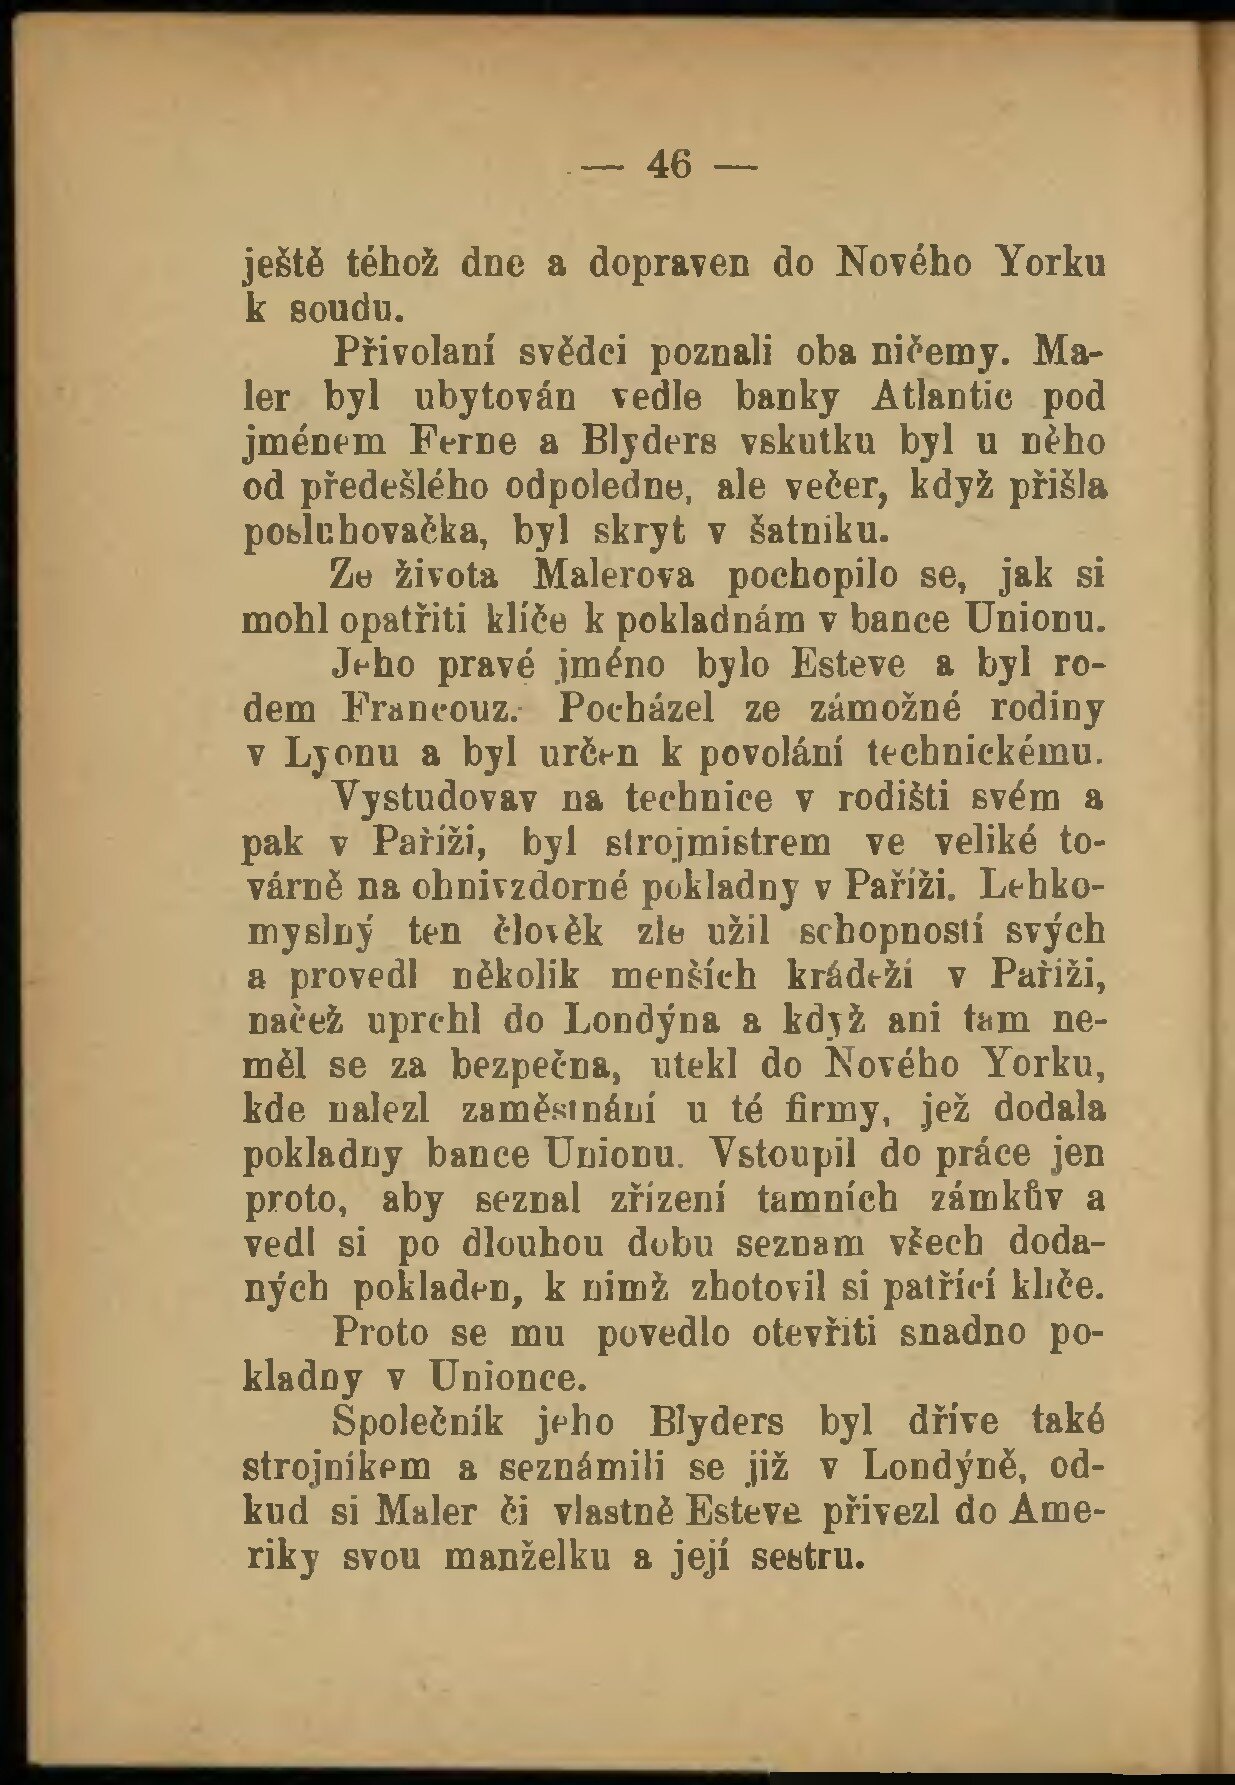 — 46 —
ještě téhož dne a dopraven do Nového Yorku
k soudu.
Přivolaní svědci poznali oba ničemy. Ma-
ler byl ubytován vedle banky Atlantic pod
jménem Ferne a Blyders vskutku byl u něho
od předešlého odpoledne, ale večer, když přišla
posluhovačka, byl skryt v šatniku.
Ze života Malerova pochopilo se, jak si
mohl opatřiti klíče k pokladnám v bance Unionu.
Jeho pravé jméno bylo Esteve a byl ro-
dem Francouz. Pocházel ze zámožné rodiny
v Lyonu a byl určen k povolání technickému.
Vystudovav na technice v rodišti svém a
pak v Paříži, byl strojmistrem ve veliké to-
várně na ohnivzdorné pokladny v Paříži. Lehko-
myslný ten člověk zle užil schopností svých
a provedl několik menších krádeží v Paříži,
načež uprchl do Londýna a když ani tam ne-
měl se za bezpečna, utekl do Nového Yorku,
kde nalezl zaměstnání u té firmy, jež dodala
pokladny bance Unionu. Vstoupil do práce jen
proto, aby seznal zřízení tamních zámkův a
vedl si po dlouhou dobu seznam všech doda-
ných pokladen, k nimž zhotovil si patřící klíče.
Proto se mu povedlo otevřiti snadno po-
kladny v Unionce.
Společník jeho Blyders byl dříve také
strojníkem a seznámili se již v Londýně, od-
kud si Maler či vlastně Esteve přivezl do Ame-
riky svou manželku a její sestru.